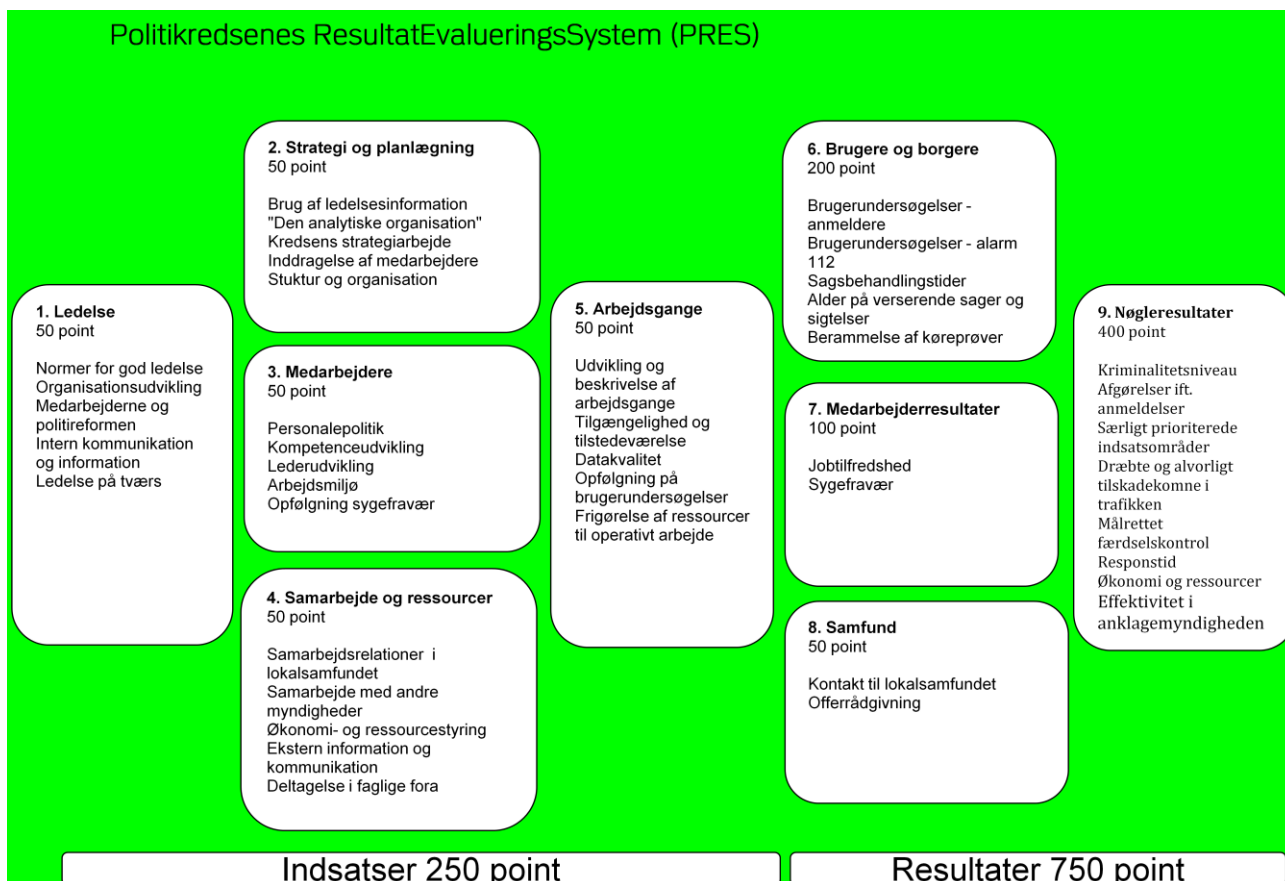 Politikredsenes ResultatEvalueringsSystem (PRES)
1. Ledelse
50 point
Normer for god ledelse
Organisationsudvikling
Medarbejderne og
politireformen
Intern kommunikation
og information
Ledelse på tværs
2. Strategi og planlægning
50 point
Brug af ledelsesinformation
"Den analytiske organisation"
Kredsens strategiarbejde
Inddragelse af medarbejdere
Stuktur og organisation
3. Medarbejdere
50 point
Personalepolitik
Kompetenceudvikling
Lederudvikling
Arbejdsmiljø
Opfølgning sygefravær
4. Samarbejde og ressourcer
50 point
Samarbejdsrelationer i
lokalsamfundet
Samarbejde med andre
myndigheder
Økonomi- og ressourcestyring
Ekstern information og
kommunikation
Deltagelse i faglige fora
5. Arbejdsgange
50 point
Udvikling og
beskrivelse af
arbejdsgange
Tilgængelighed og
tilstedeværelse
Datakvalitet
Opfølgning på
brugerundersøgelser
Frigørelse af ressourcer
til operativt arbejde
6. Brugere og borgere
200 point
Brugerundersøgelser -
anmeldere
Brugerundersøgelser - alarm
112
Sagsbehandlingstider
Alder på verserende sager og
sigtelser
Berammelse af køreprøver
7. Medarbejderresultater
100 point
Jobtilfredshed
Sygefravær
8. Samfund
50 point
Kontakt til lokalsamfundet
Offerrådgivning
9. Nøgleresultater
400 point
Kriminalitetsniveau
Afgørelser ift.
anmeldelser
Særligt prioriterede
indsatsområder
Dræbte og alvorligt
tilskadekomne i
trafikken
Målrettet
færdselskontrol
Responstid
Økonomi og ressourcer
Effektivitet i
anklagemyndigheden
Indsatser 250 point
Resultater 750 point